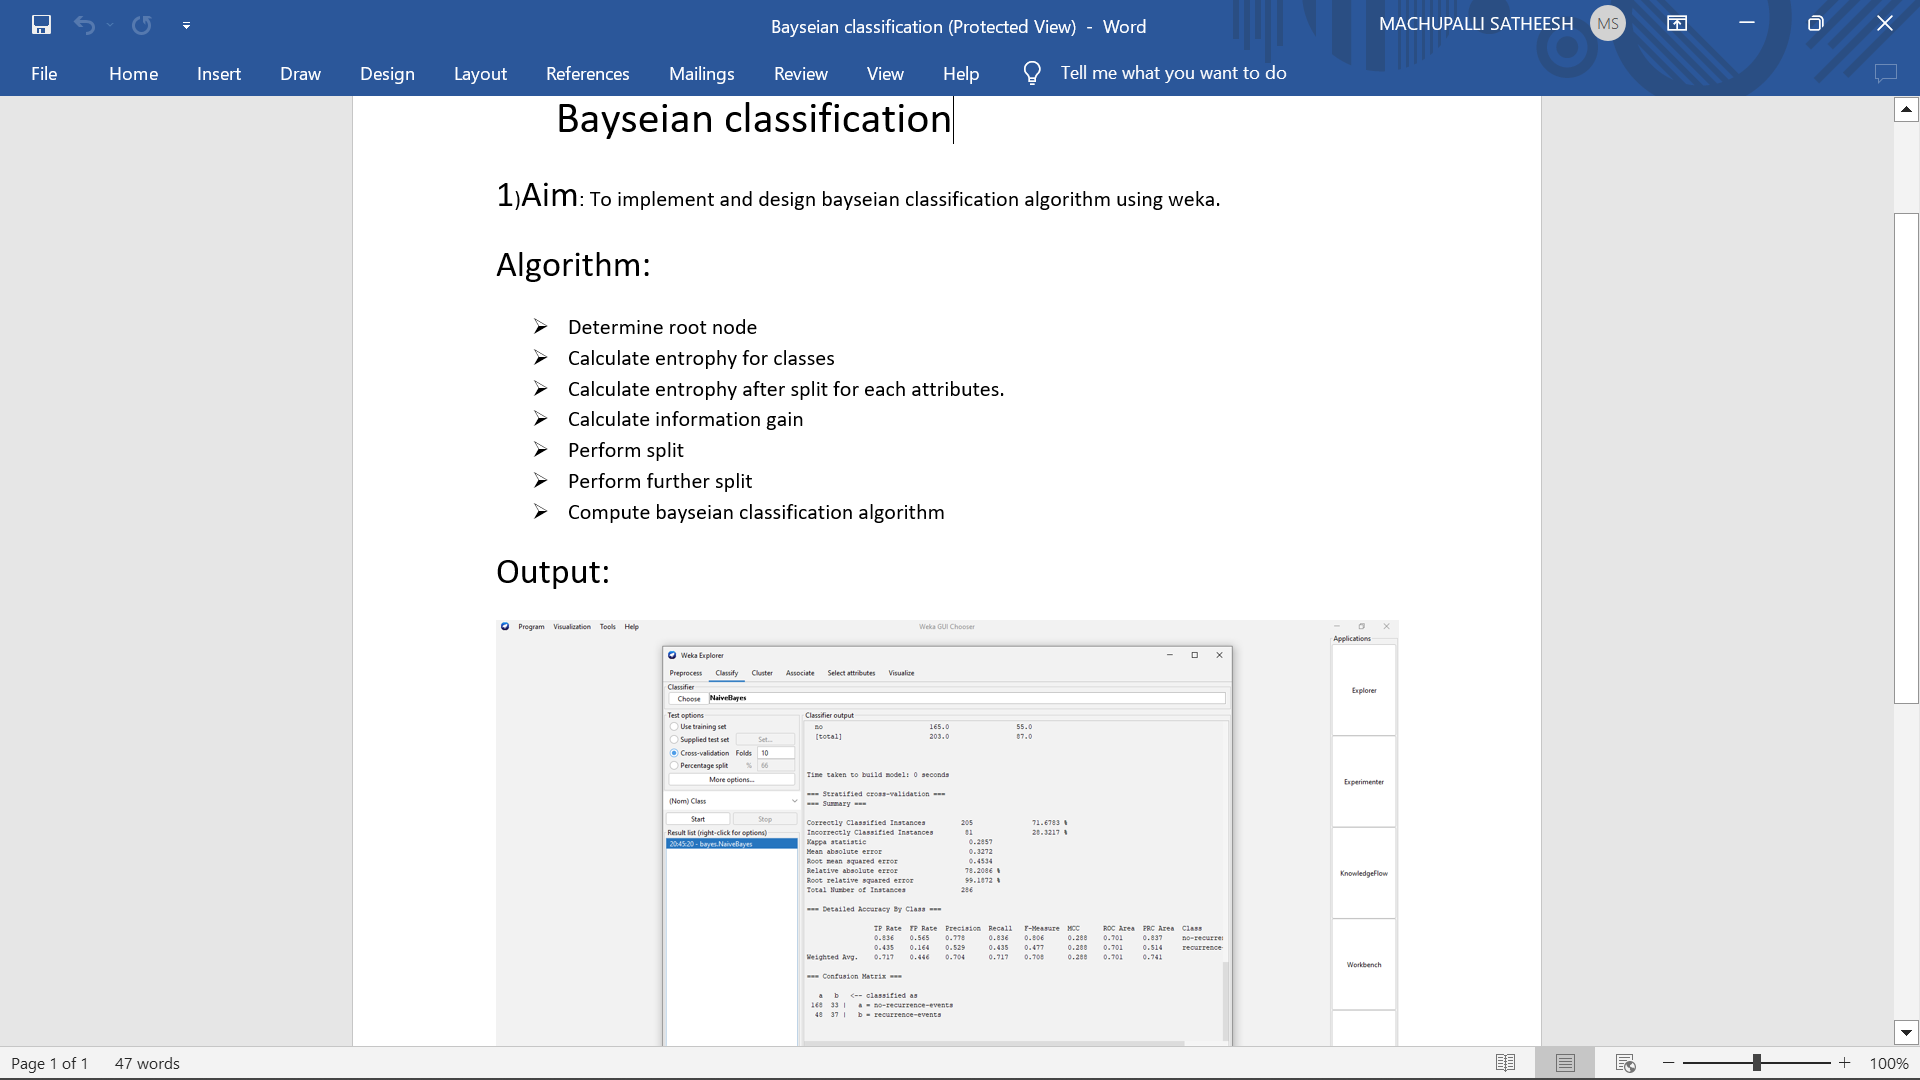 Bayseian classification (Protected View) - Word
MACHUPALLI SATHEESH MS
File Home Insert Draw Design Layout References Mailings Review View Help Tell me what you want to do
Bayseian classification
1)Aim: To implement and design bayseian classification algorithm using weka.
Algorithm:
➢ Determine root node
➢ Calculate entrophy for classes
➢ Calculate entrophy after split for each attributes.
➢ Calculate information gain
➢ Perform split
➢ Perform further split
➢ Compute bayseian classification algorithm
Output:
Program Visualization Tools Help Weka GUI Chooser
Applications
Weka Explorer
Preprocess Classify Cluster Associate Select attributes Visualize
Classifier
Choose NaiveBayes
Test options
Use training set
Supplied test set Set...
Cross-validation Folds 10
Percentage split % 66
More options...
(Nom) Class
Start Stop
Result list (right-click for options)
20:45:20 - bayes.NaiveBayes
Classifier output
no 165.0 55.0
[total] 203.0 87.0
Time taken to build model: 0 seconds
=== Stratified cross-validation ===
=== Summary ===
Correctly Classified Instances 205 71.6783 %
Incorrectly Classified Instances 81 28.3217 %
Kappa statistic 0.2857
Mean absolute error 0.3272
Root mean squared error 0.4534
Relative absolute error 78.2086 %
Root relative squared error 99.1872 %
Total Number of Instances 286
=== Detailed Accuracy By Class ===
TP Rate FP Rate Precision Recall F-Measure MCC ROC Area PRC Area Class
0.836 0.565 0.778 0.836 0.806 0.288 0.701 0.837 no-recurre
0.435 0.164 0.529 0.435 0.477 0.288 0.701 0.514 recurrence-
Weighted Avg. 0.717 0.446 0.704 0.717 0.708 0.288 0.701 0.741
=== Confusion Matrix ===
a b <-- classified as
168 33 | a = no-recurrence-events
48 37 | b = recurrence-events
Explorer
Experimenter
KnowledgeFlow
Workbench
Page 1 of 1 47 words 100%